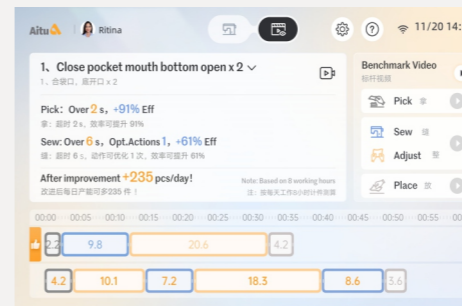 Aitu
Ritina
11/20 14:
1、Close pocket mouth bottom open x 2
1、合袋口，底开口 x 2
Pick: Over 2 s, +91% Eff
拿：超时 2 s，效率可提升 91%
Sew: Over 6 s, Opt.Actions 1, +61% Eff
缝：超时 6 s，动作可优化 1 次，效率可提升 61%
After improvement +235 pcs/day!
改进后每日产能可多235 件！
Note: Based on 8 working hours
注：按每天工作8小时计件测算
Benchmark Video
标杆视频
Pick 拿
Sew 缝
Adjust 整
Place 放
00:00 00:05 00:10 00:15 00:20 00:25 00:30 00:35 00:40 00:45 00:50 00:55 00
2.2 9.8 20.6 4.2
4.2 10.1 7.2 18.3 8.6 3.6